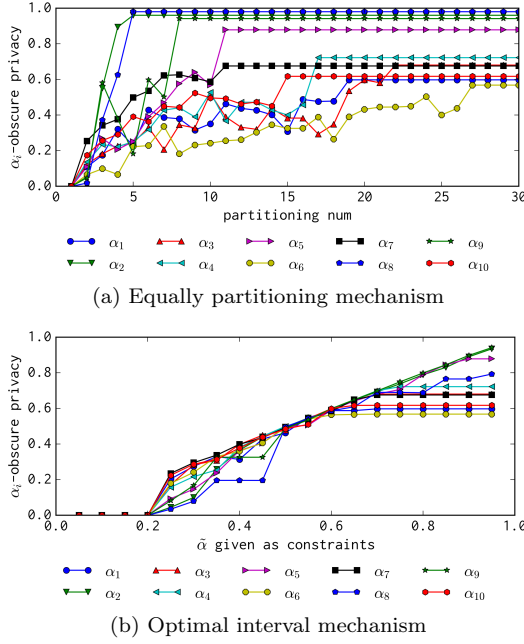 1.0
0.8
0.6
0.4
0.2
0.0
αᵢ-obscure privacy
0 5 10 15 20 25 30
partitioning num
α₁ α₃ α₅ α₇ α₉
α₂ α₄ α₆ α₈ α₁₀
(a) Equally partitioning mechanism
1.0
0.8
0.6
0.4
0.2
0.0
αᵢ-obscure privacy
0.0 0.2 0.4 0.6 0.8 1.0
α̃ given as constraints
α₁ α₃ α₅ α₇ α₉
α₂ α₄ α₆ α₈ α₁₀
(b) Optimal interval mechanism